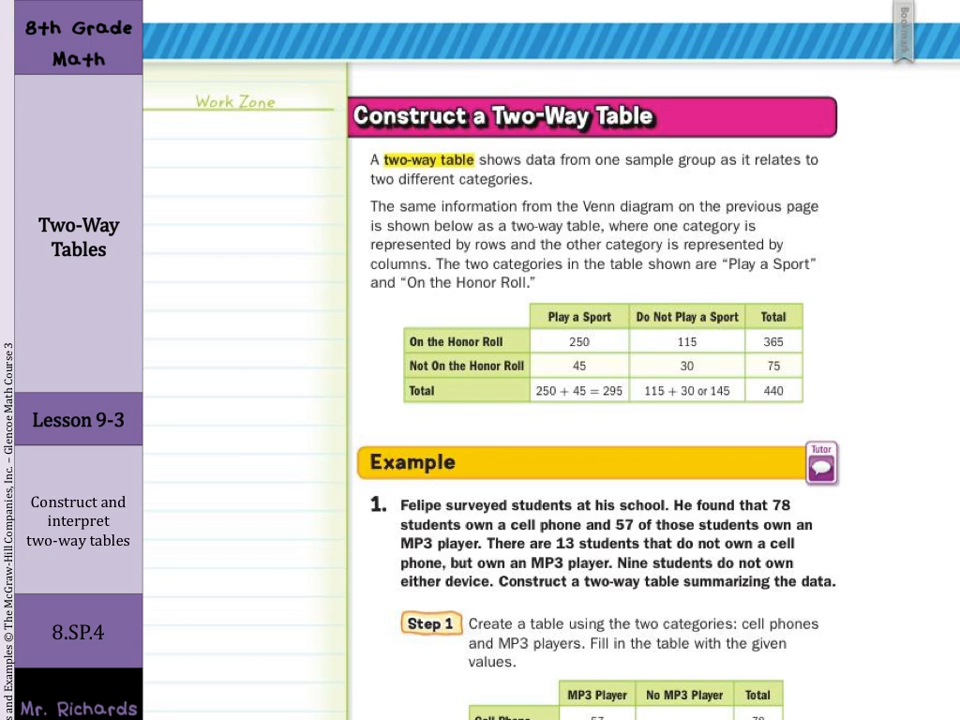 8th Grade
Math
Two-Way
Tables
Lesson 9-3
Construct and
interpret
two-way tables
8.SP.4
Mr. Richards
s and Examples © The McGraw-Hill Companies, Inc. – Glencoe Math Course 3
Bookmark
Work Zone
Construct a Two-Way Table
A two-way table shows data from one sample group as it relates to
two different categories.
The same information from the Venn diagram on the previous page
is shown below as a two-way table, where one category is
represented by rows and the other category is represented by
columns. The two categories in the table shown are “Play a Sport”
and “On the Honor Roll.”
Play a Sport Do Not Play a Sport Total
On the Honor Roll 250 115 365
Not On the Honor Roll 45 30 75
Total 250 + 45 = 295 115 + 30 or 145 440
Example
Tutor
1. Felipe surveyed students at his school. He found that 78
students own a cell phone and 57 of those students own an
MP3 player. There are 13 students that do not own a cell
phone, but own an MP3 player. Nine students do not own
either device. Construct a two-way table summarizing the data.
Step 1 Create a table using the two categories: cell phones
and MP3 players. Fill in the table with the given
values.
MP3 Player No MP3 Player Total
Cell Phone 57 78